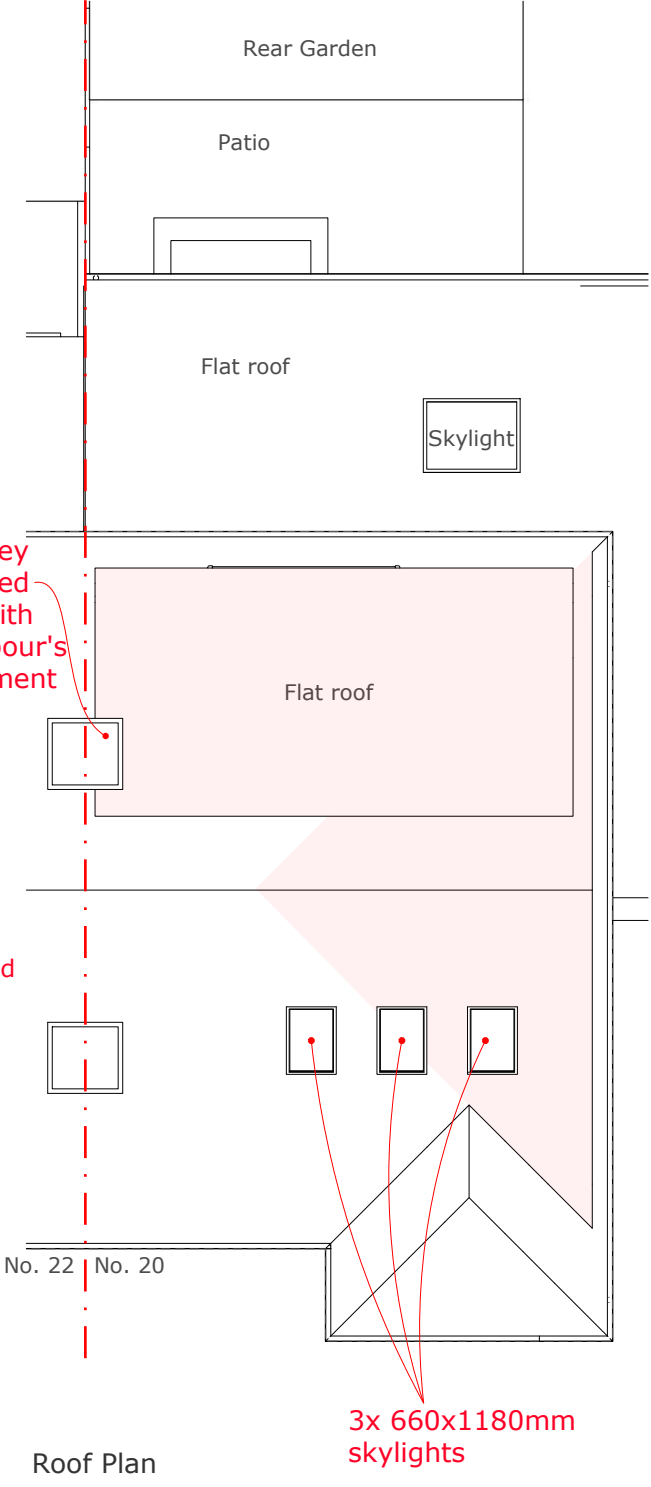 Rear Garden
Patio
Flat roof
Skylight
ey
ed
ith
our's
ment
Flat roof
d
No. 22
No. 20
3x 660x1180mm
skylights
Roof Plan